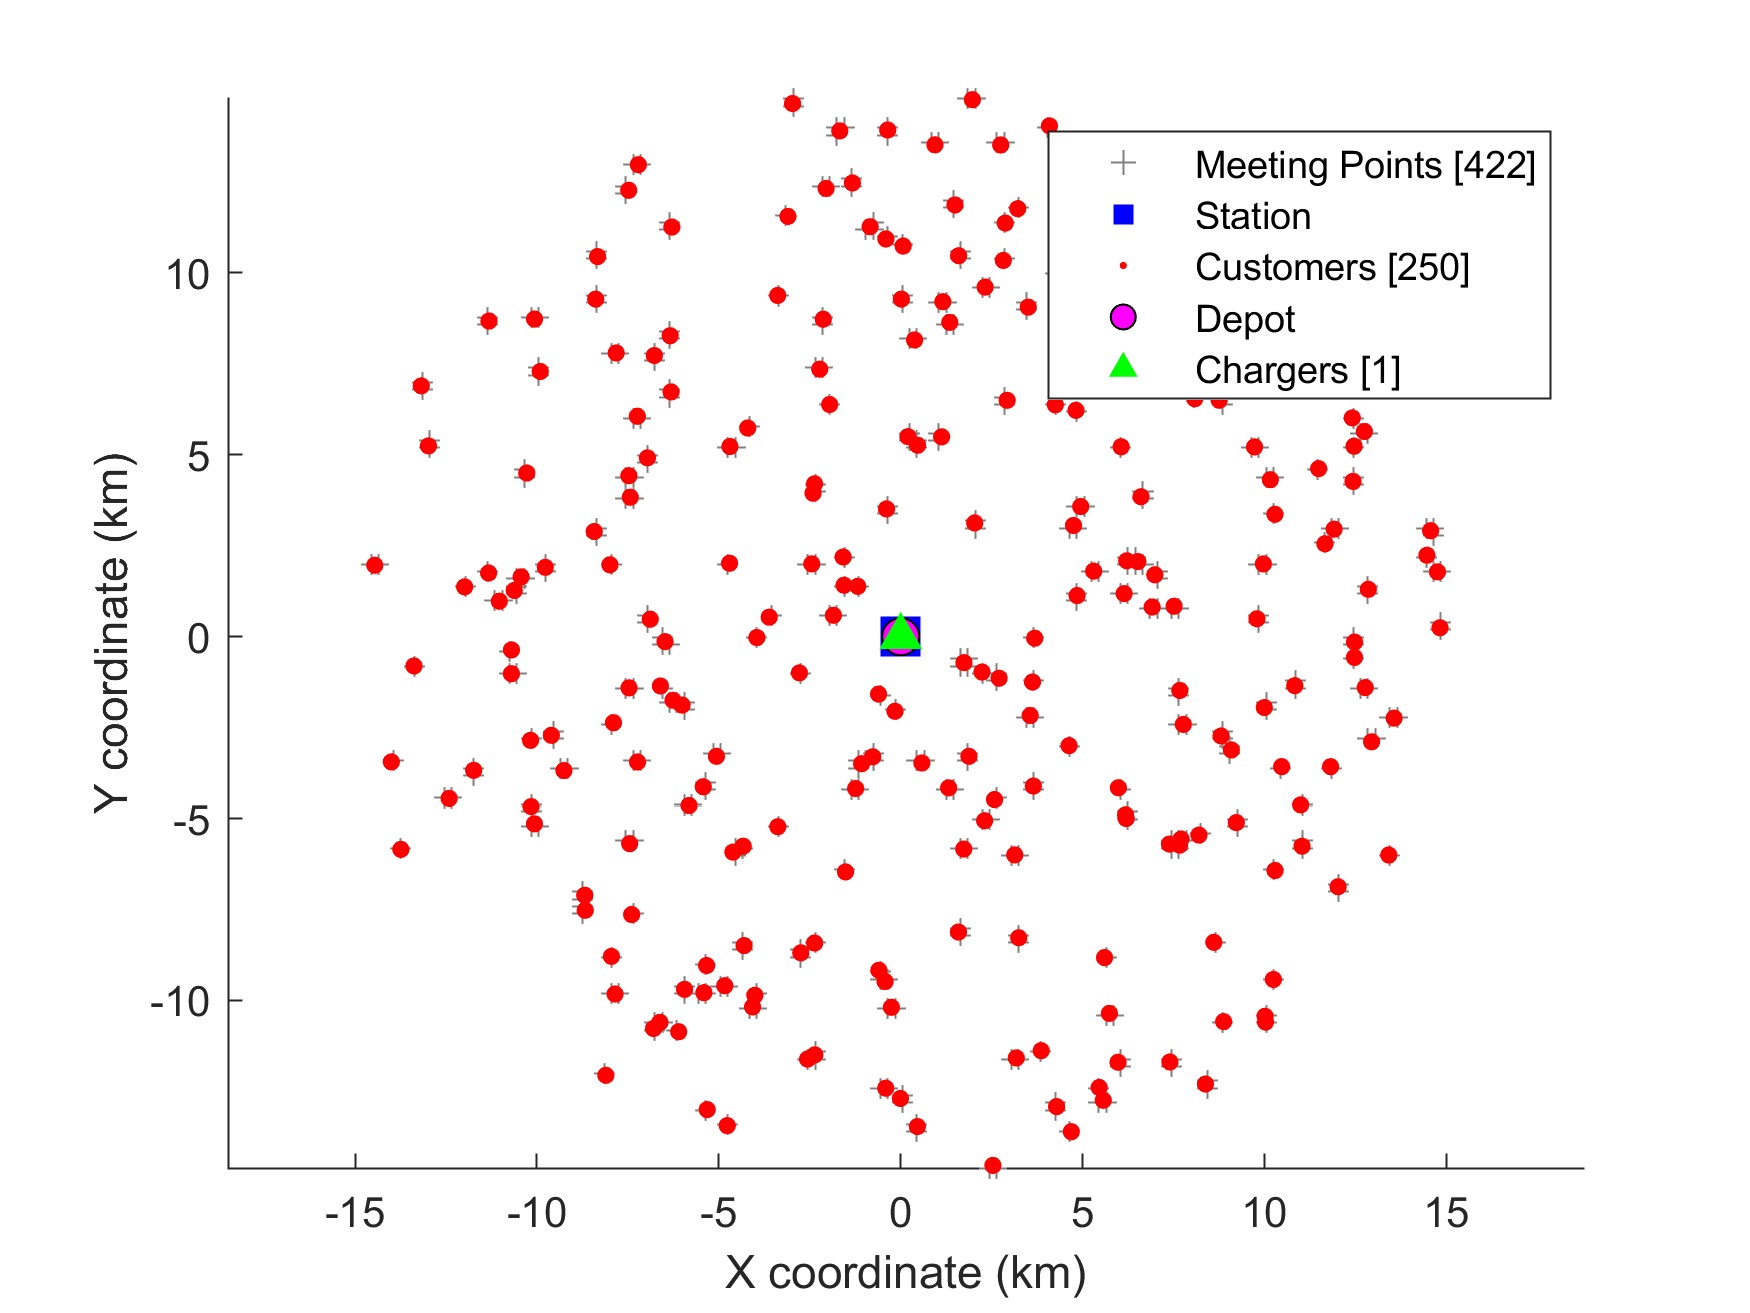 Meeting Points [422]
Station
Customers [250]
Depot
Chargers [1]
10
5
0
-5
-10
Y coordinate (km)
-15 -10 -5 0 5 10 15
X coordinate (km)